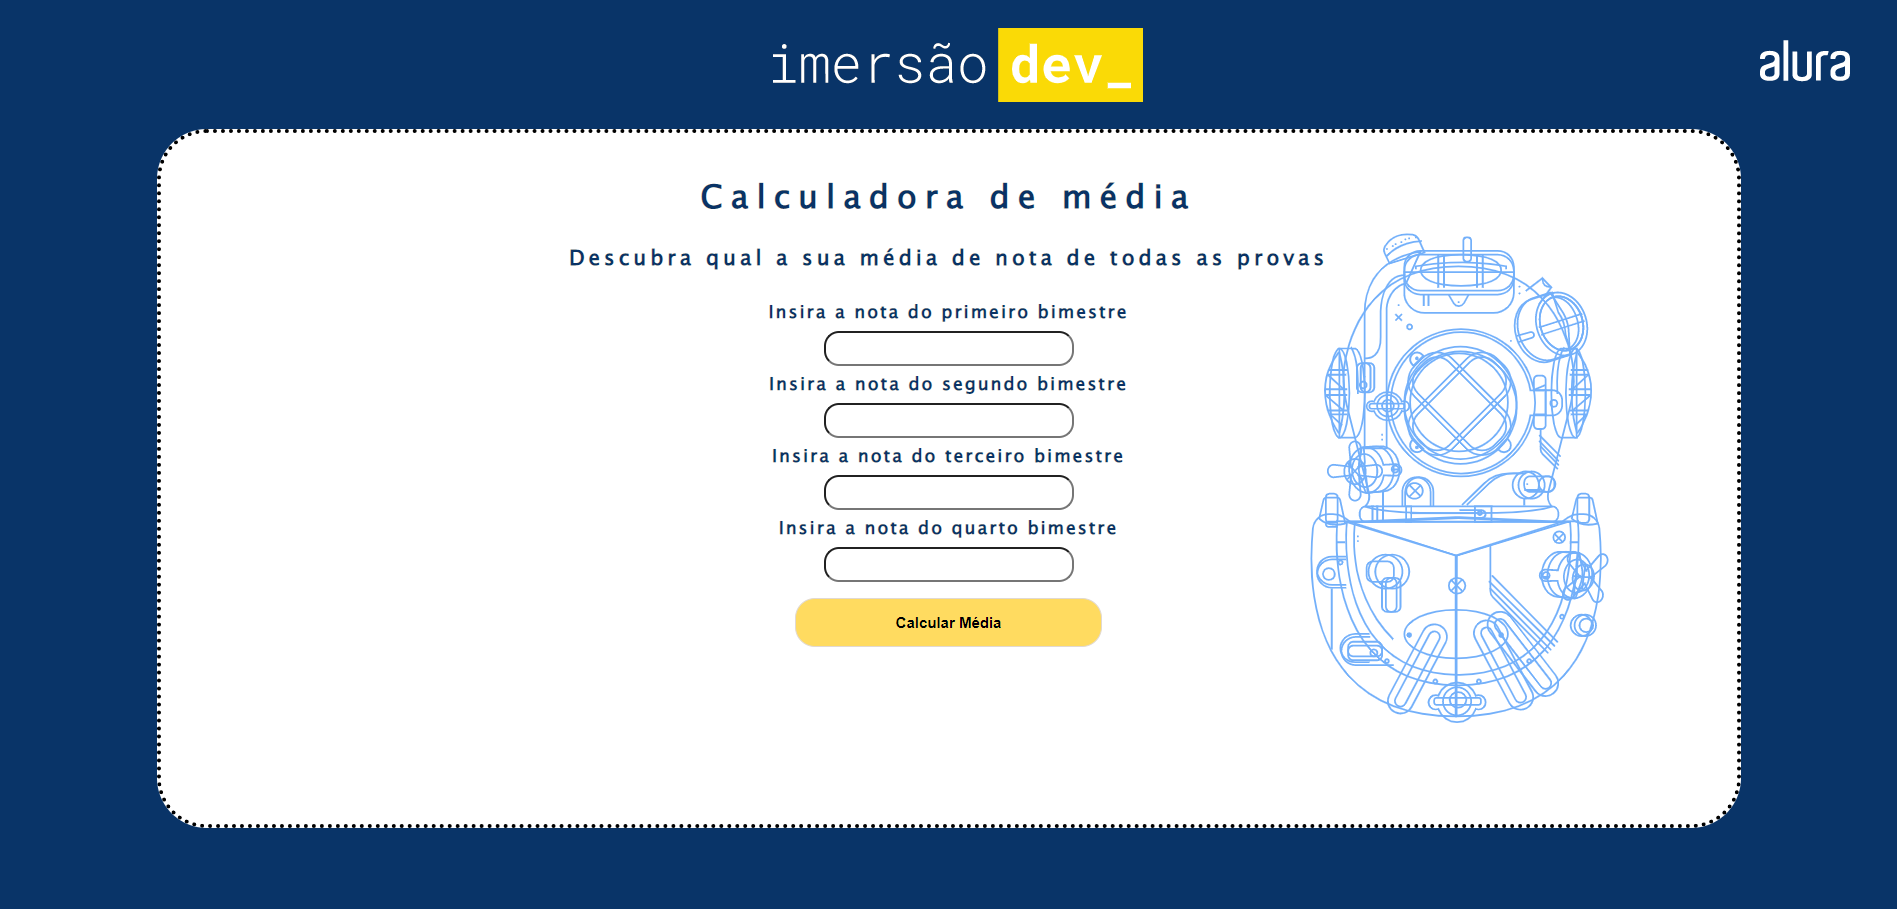 imersão dev_
alura
Calculadora de média
Descubra qual a sua média de nota de todas as provas
Insira a nota do primeiro bimestre
Insira a nota do segundo bimestre
Insira a nota do terceiro bimestre
Insira a nota do quarto bimestre
Calcular Média